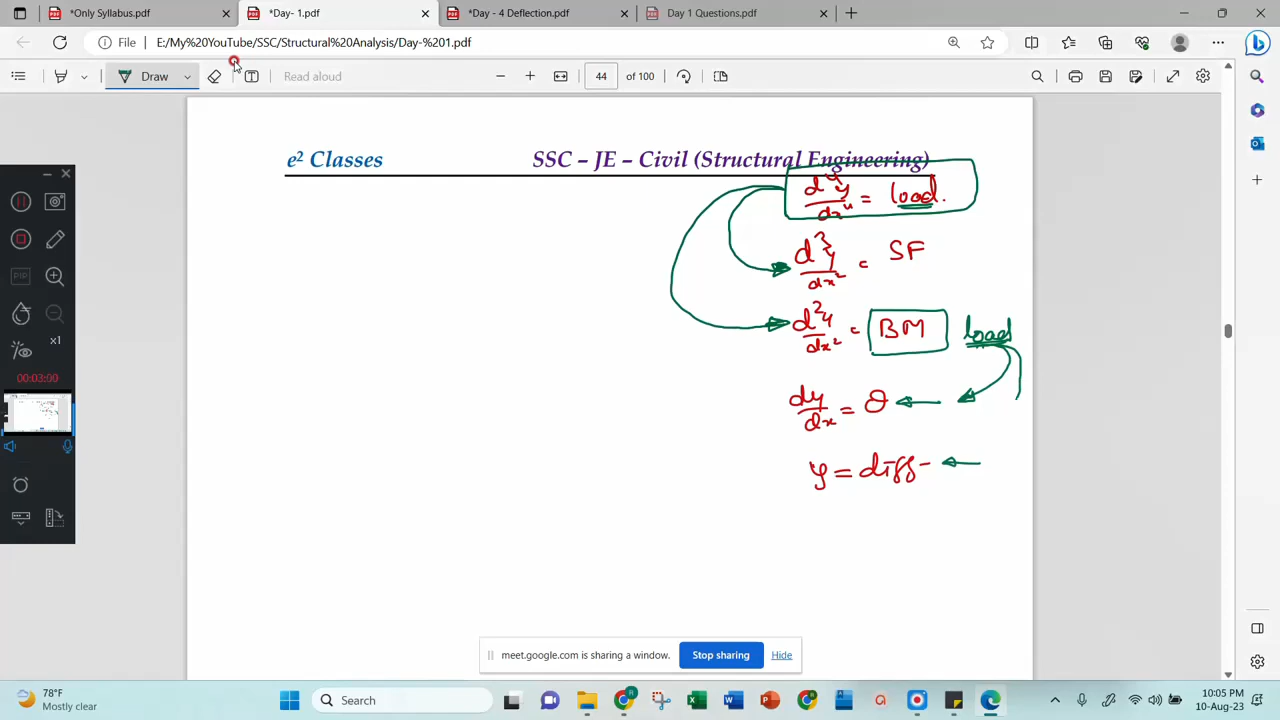 *Only Syllabus.pdf
*Day- 1.pdf
*Day - 4 Deflection.pdf
Day 1 Questions.pdf
File E:/My%20YouTube/SSC/Structural%20Analysis/Day-%201.pdf
Draw
Read aloud
44 of 100
e² Classes SSC – JE – Civil (Structural Engineering)
d⁴y/dx⁴ = load.
d³y/dx² = SF
d²y/dx² = BM load
dy/dx = θ
y = diff-
PIP
x1
00:03:00
meet.google.com is sharing a window. Stop sharing Hide
78°F
Mostly clear
Search
10:05 PM
10-Aug-23